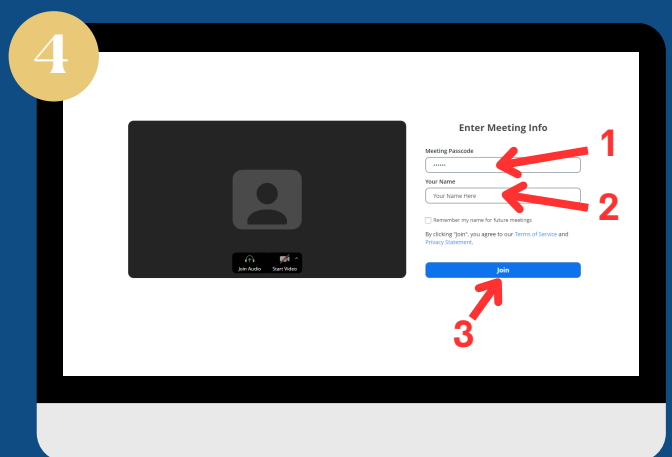 4
Enter Meeting Info
Meeting Passcode
••••••
1
Your Name
Your Name Here
2
Remember my name for future meetings
By clicking "Join", you agree to our Terms of Service and
Privacy Statement.
Join Audio Start Video
Join
3